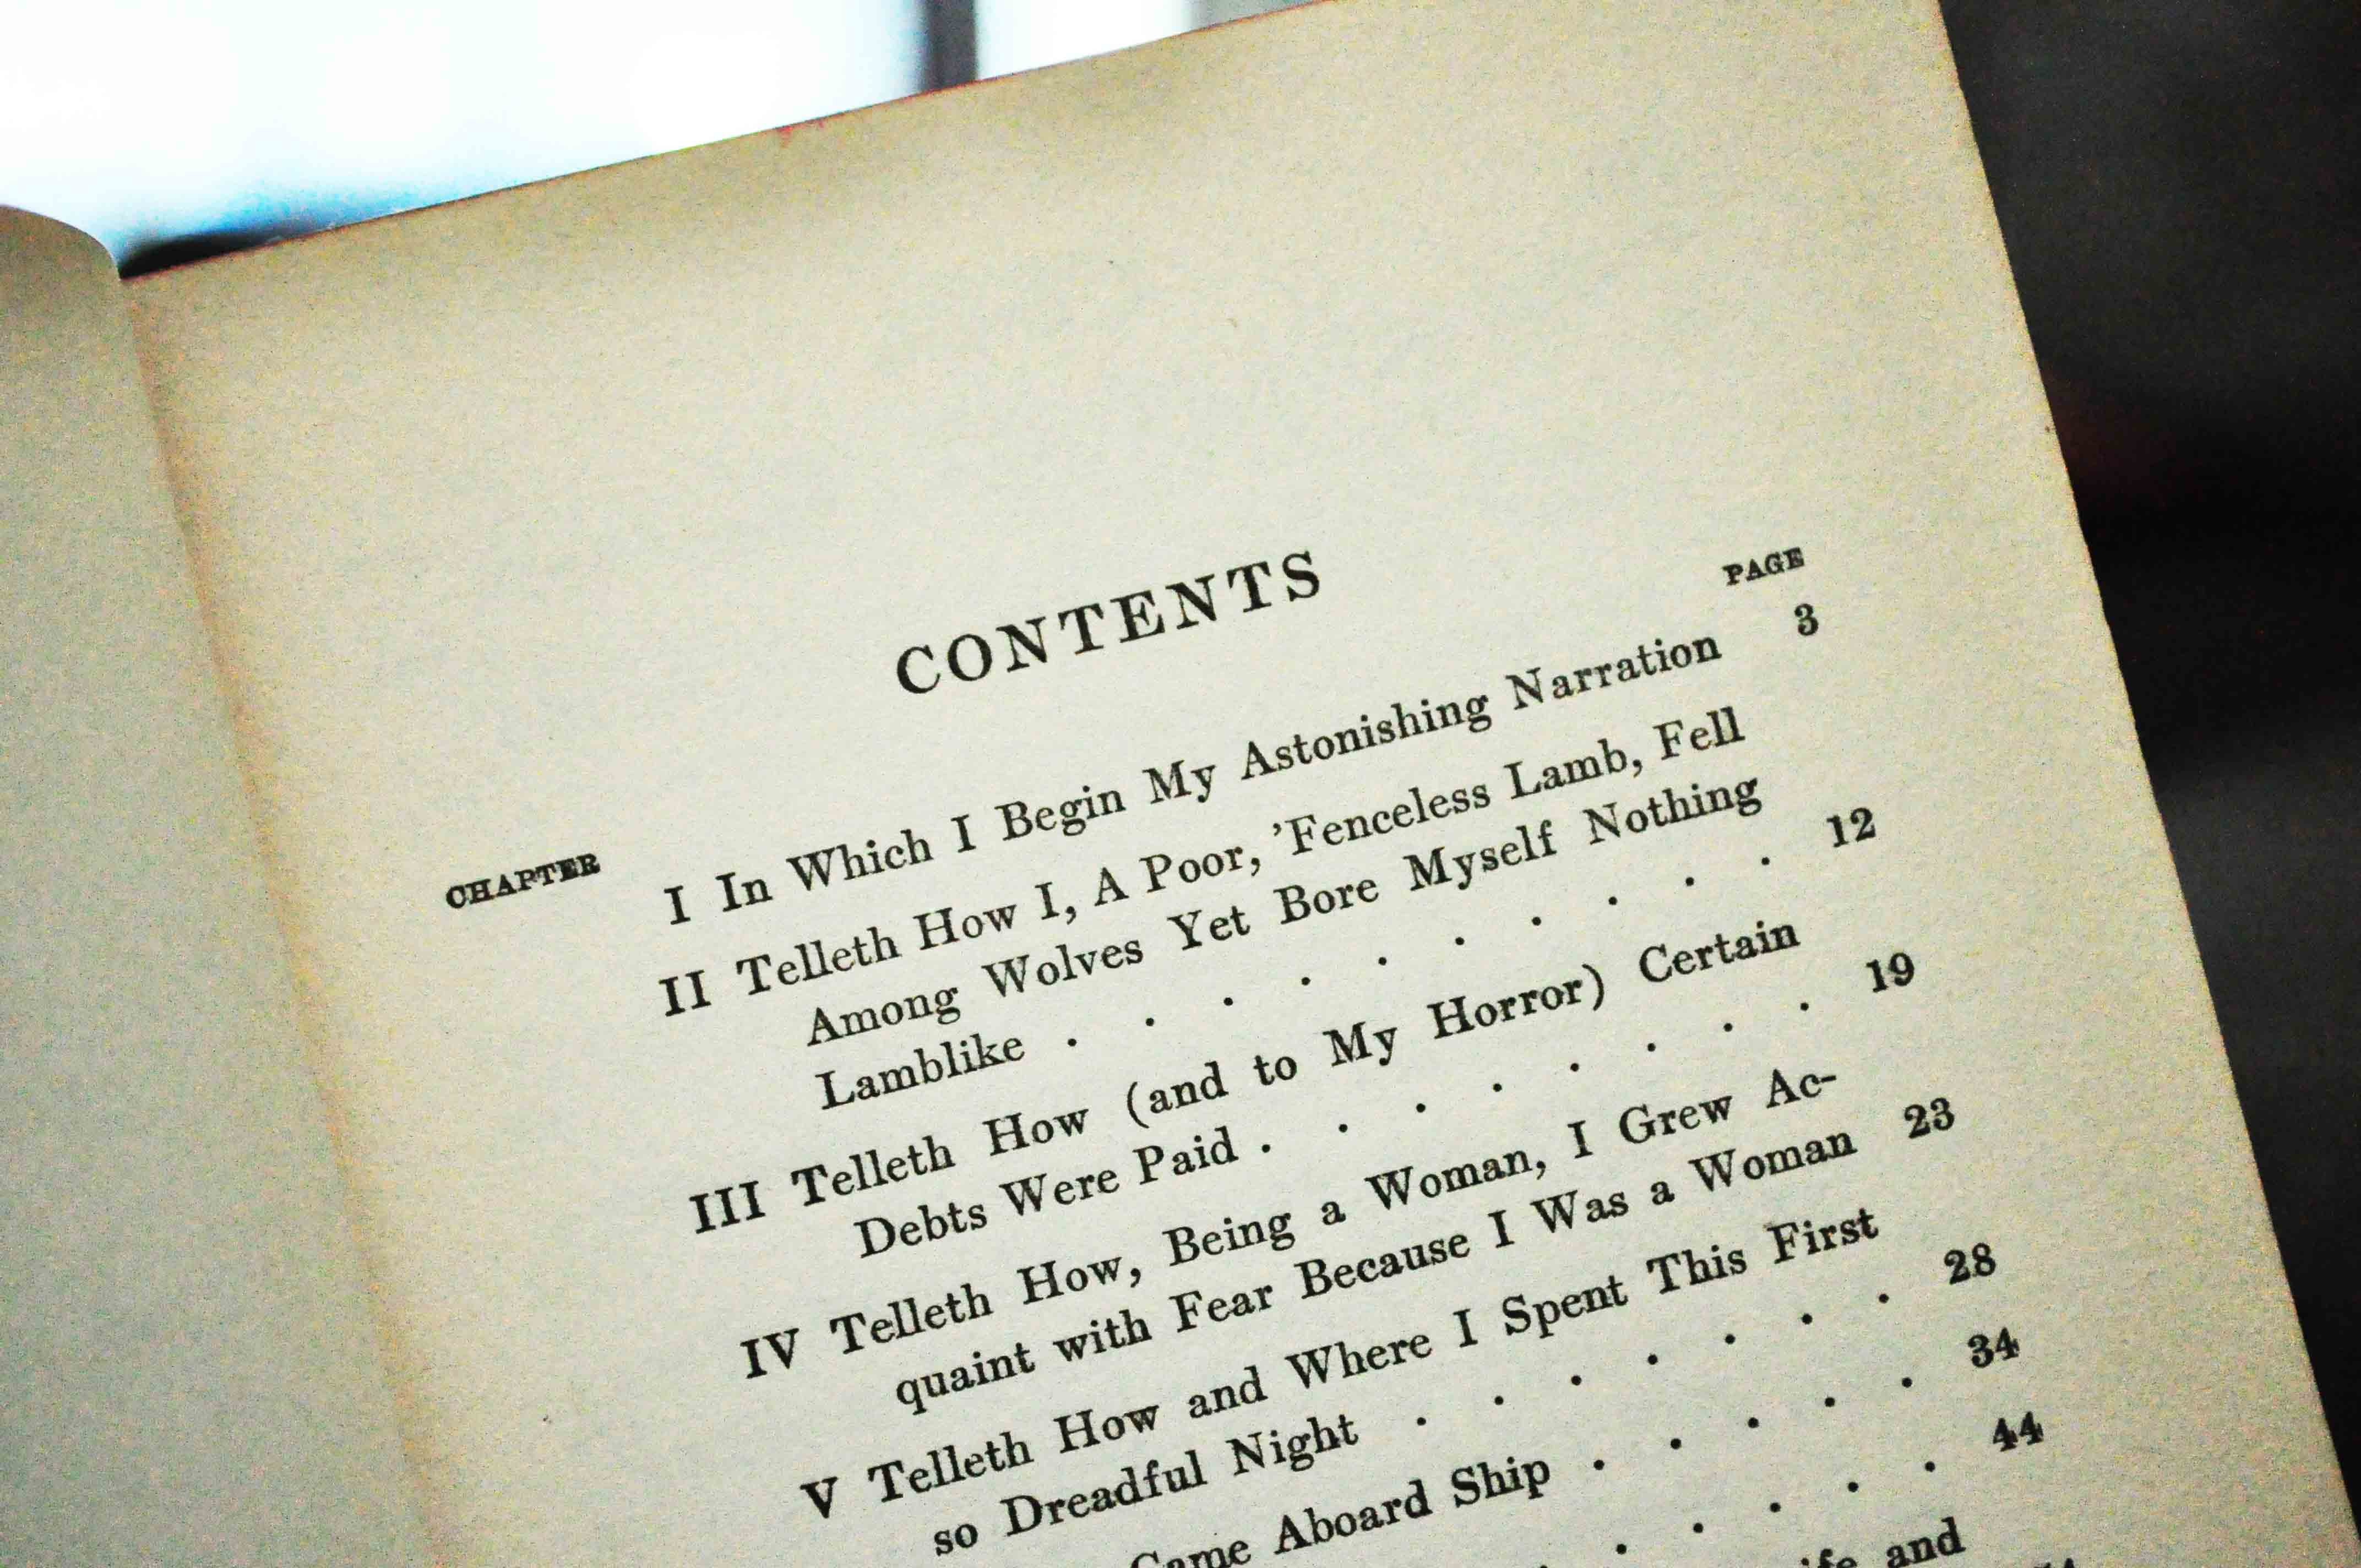 CONTENTS
CHAPTER PAGE
I In Which I Begin My Astonishing Narration 3
II Telleth How I, A Poor, 'Fenceless Lamb, Fell
Among Wolves Yet Bore Myself Nothing
Lamblike . . . . . . . . . . 12
III Telleth How (and to My Horror) Certain
Debts Were Paid . . . . . . . . 19
IV Telleth How, Being a Woman, I Grew Ac-
quaint with Fear Because I Was a Woman 23
V Telleth How and Where I Spent This First
so Dreadful Night . . . . . . . 28
Came Aboard Ship . . . . . 34
. . . . . . 44
and